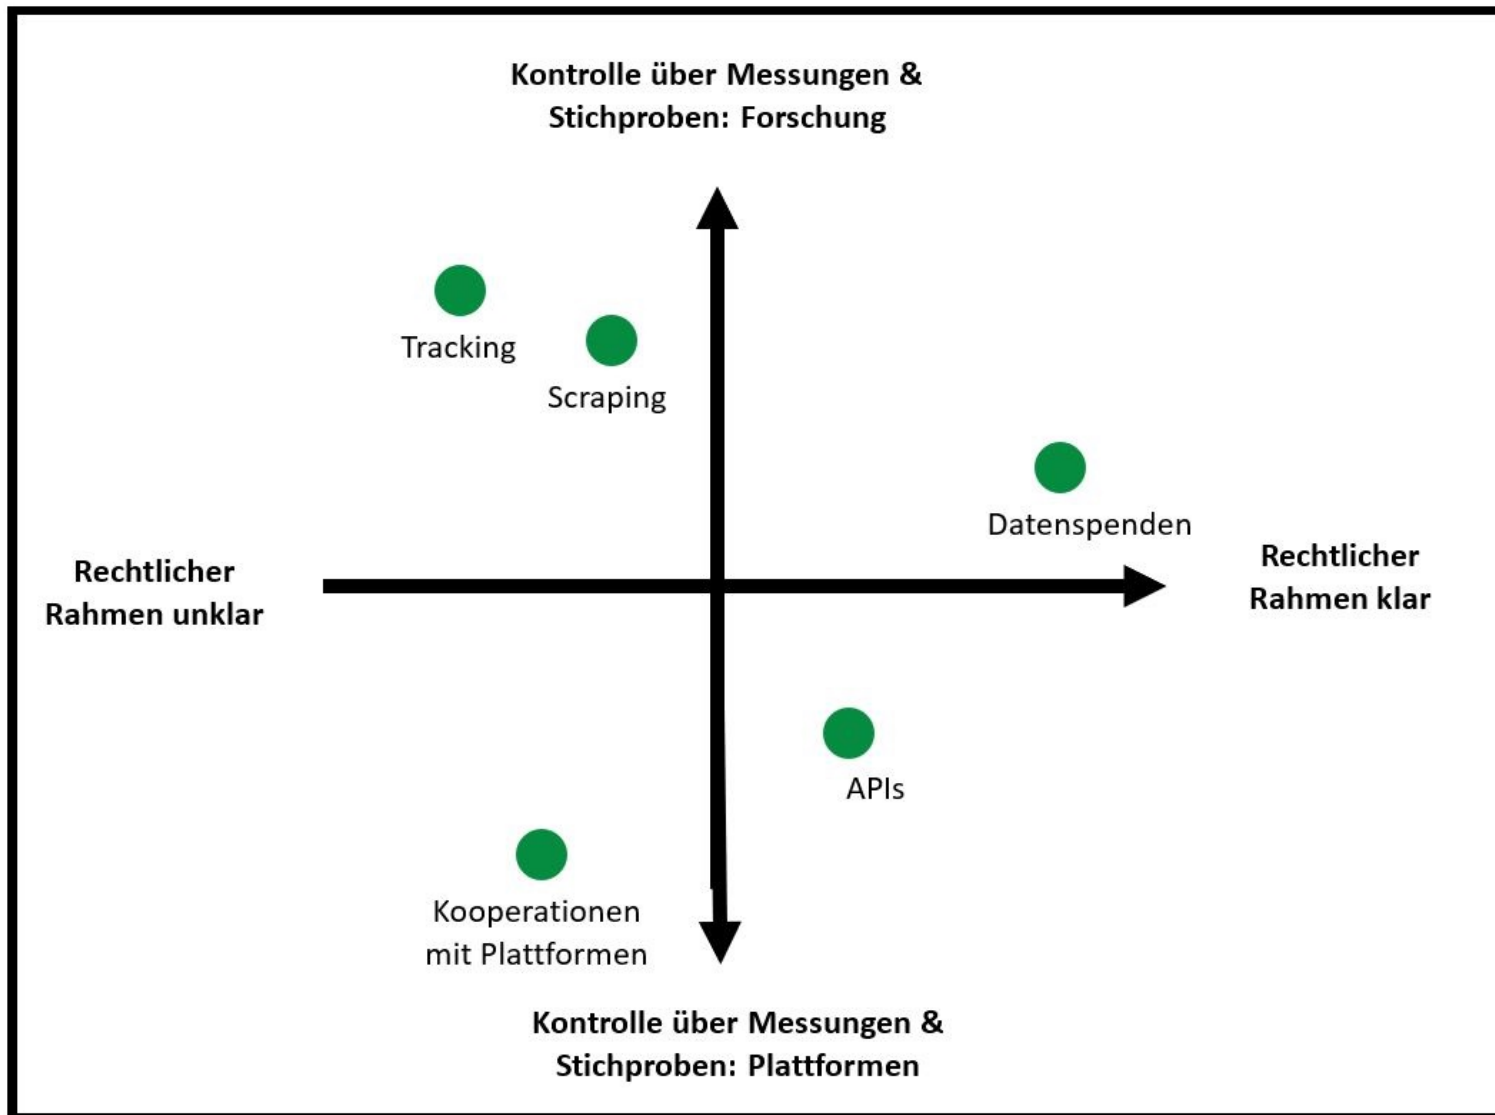 Kontrolle über Messungen &
Stichproben: Forschung
Tracking
Scraping
Datenspenden
Rechtlicher
Rahmen unklar
Rechtlicher
Rahmen klar
APIs
Kooperationen
mit Plattformen
Kontrolle über Messungen &
Stichproben: Plattformen